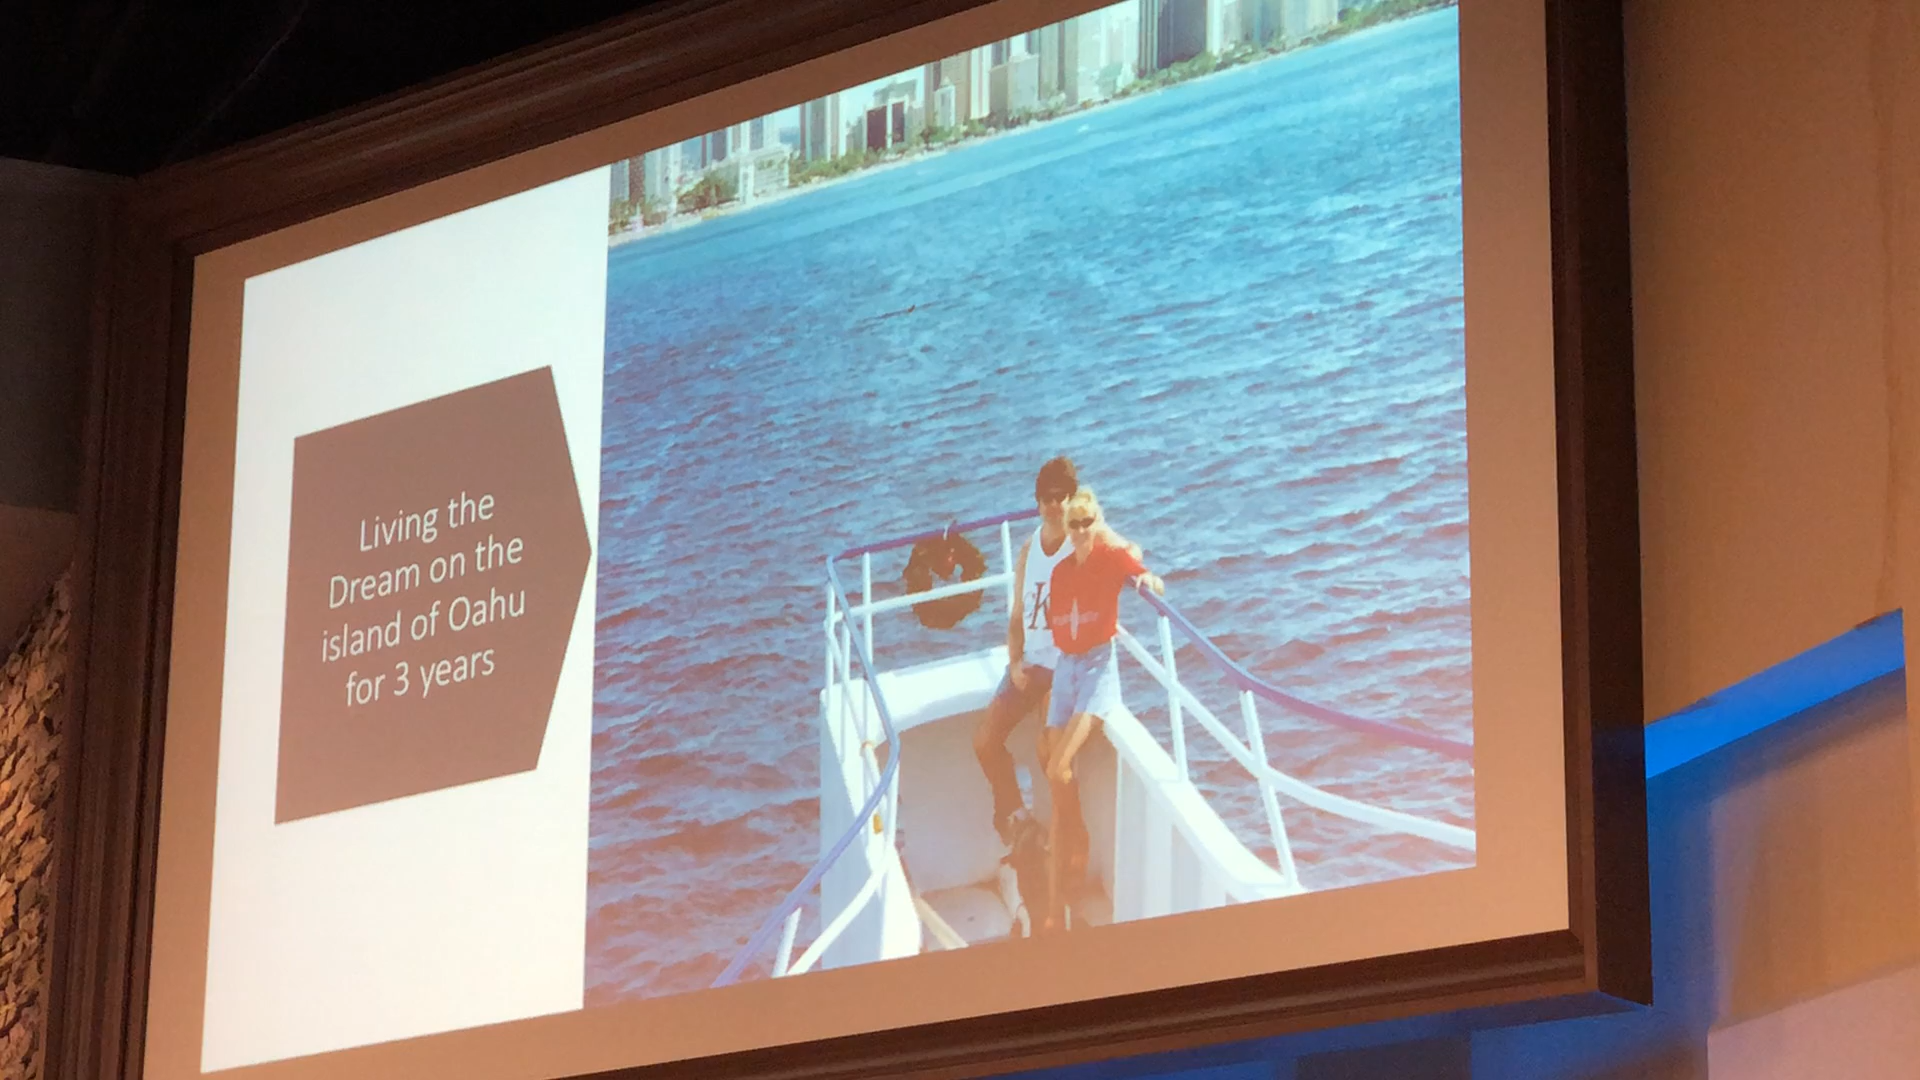 Living the
Dream on the
island of Oahu
for 3 years